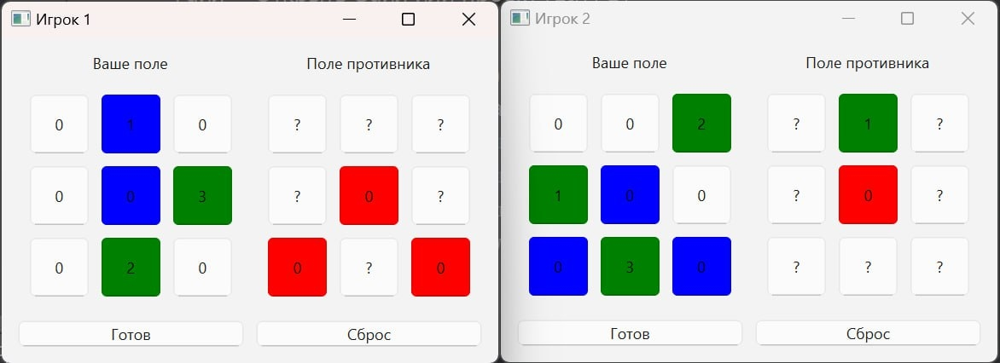 Игрок 1
Ваше поле Поле противника
0 1 0 ? ? ?
0 0 3 ? 0 ?
0 2 0 0 ? 0
Готов Сброс
Игрок 2
Ваше поле Поле противника
0 0 2 ? 1 ?
1 0 0 ? 0 ?
0 3 0 ? ? ?
Готов Сброс